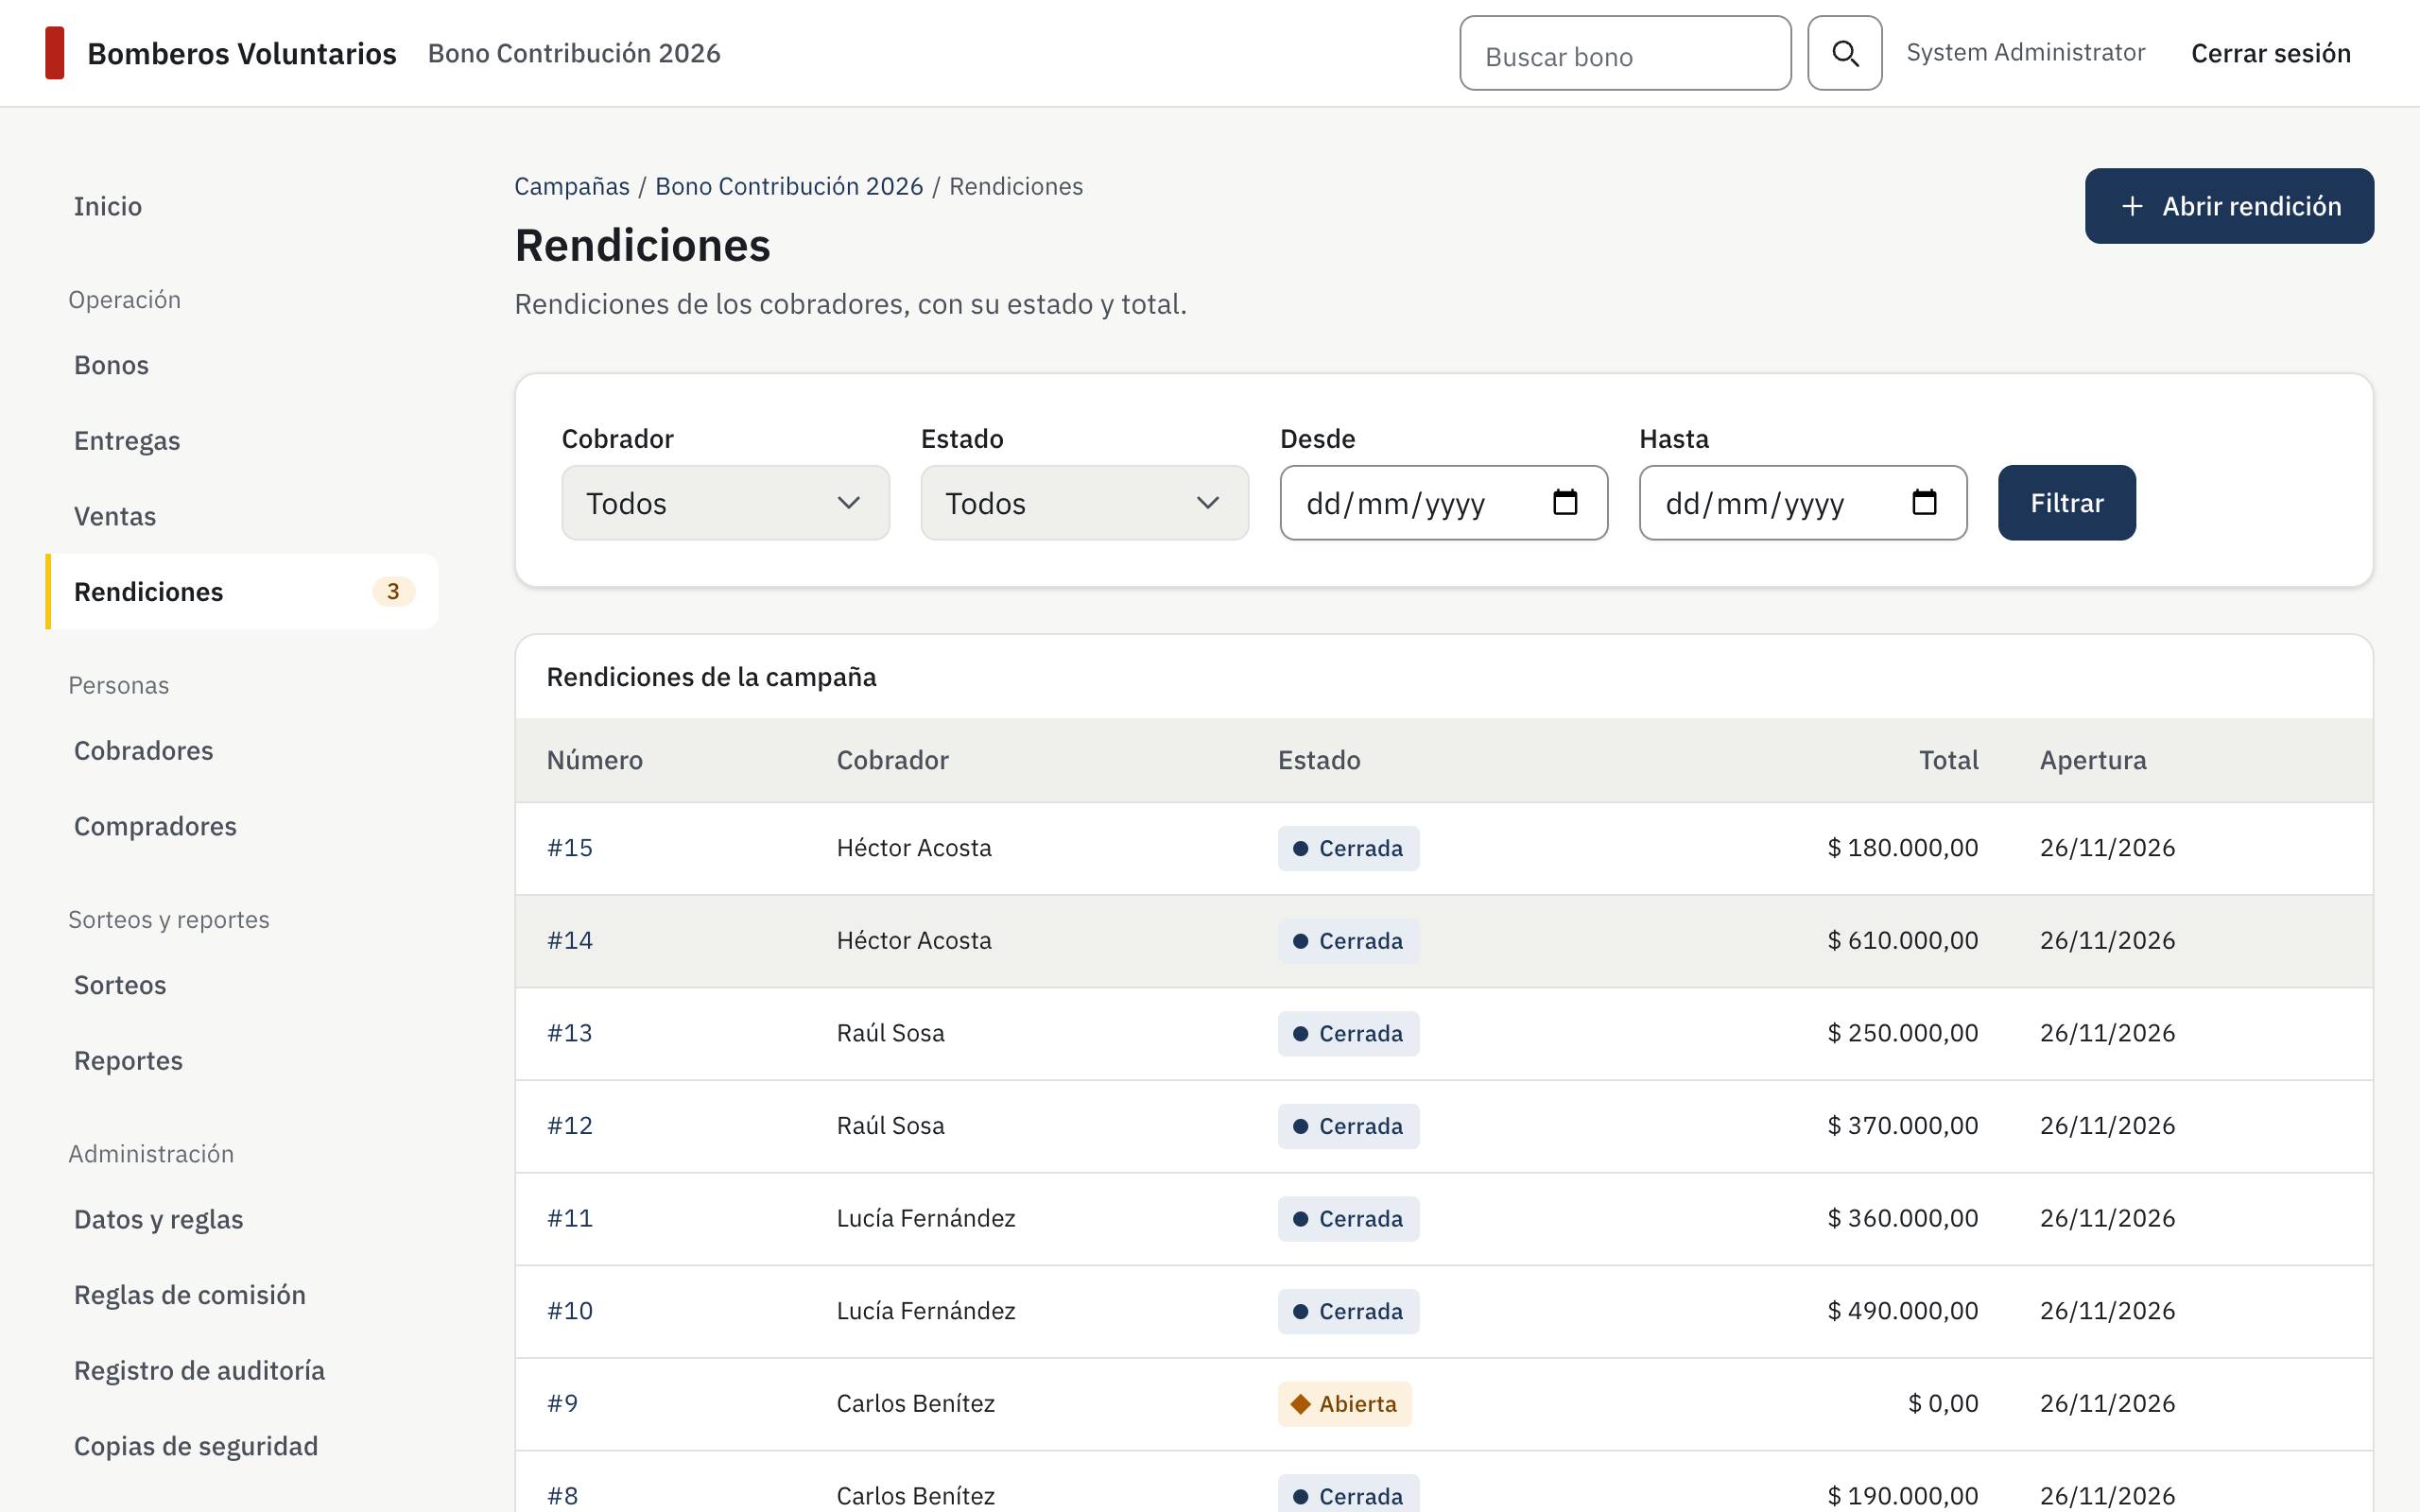 Bomberos Voluntarios Bono Contribución 2026 Buscar bono System Administrator Cerrar sesión
Inicio
Operación
Bonos
Entregas
Ventas
Rendiciones 3
Personas
Cobradores
Compradores
Sorteos y reportes
Sorteos
Reportes
Administración
Datos y reglas
Reglas de comisión
Registro de auditoría
Copias de seguridad
Campañas / Bono Contribución 2026 / Rendiciones
Rendiciones
Rendiciones de los cobradores, con su estado y total.
+ Abrir rendición
Cobrador Estado Desde Hasta
Todos Todos dd/mm/yyyy dd/mm/yyyy Filtrar
Rendiciones de la campaña
Número Cobrador Estado Total Apertura
#15 Héctor Acosta Cerrada $ 180.000,00 26/11/2026
#14 Héctor Acosta Cerrada $ 610.000,00 26/11/2026
#13 Raúl Sosa Cerrada $ 250.000,00 26/11/2026
#12 Raúl Sosa Cerrada $ 370.000,00 26/11/2026
#11 Lucía Fernández Cerrada $ 360.000,00 26/11/2026
#10 Lucía Fernández Cerrada $ 490.000,00 26/11/2026
#9 Carlos Benítez Abierta $ 0,00 26/11/2026
#8 Carlos Benítez Cerrada $ 190.000,00 26/11/2026